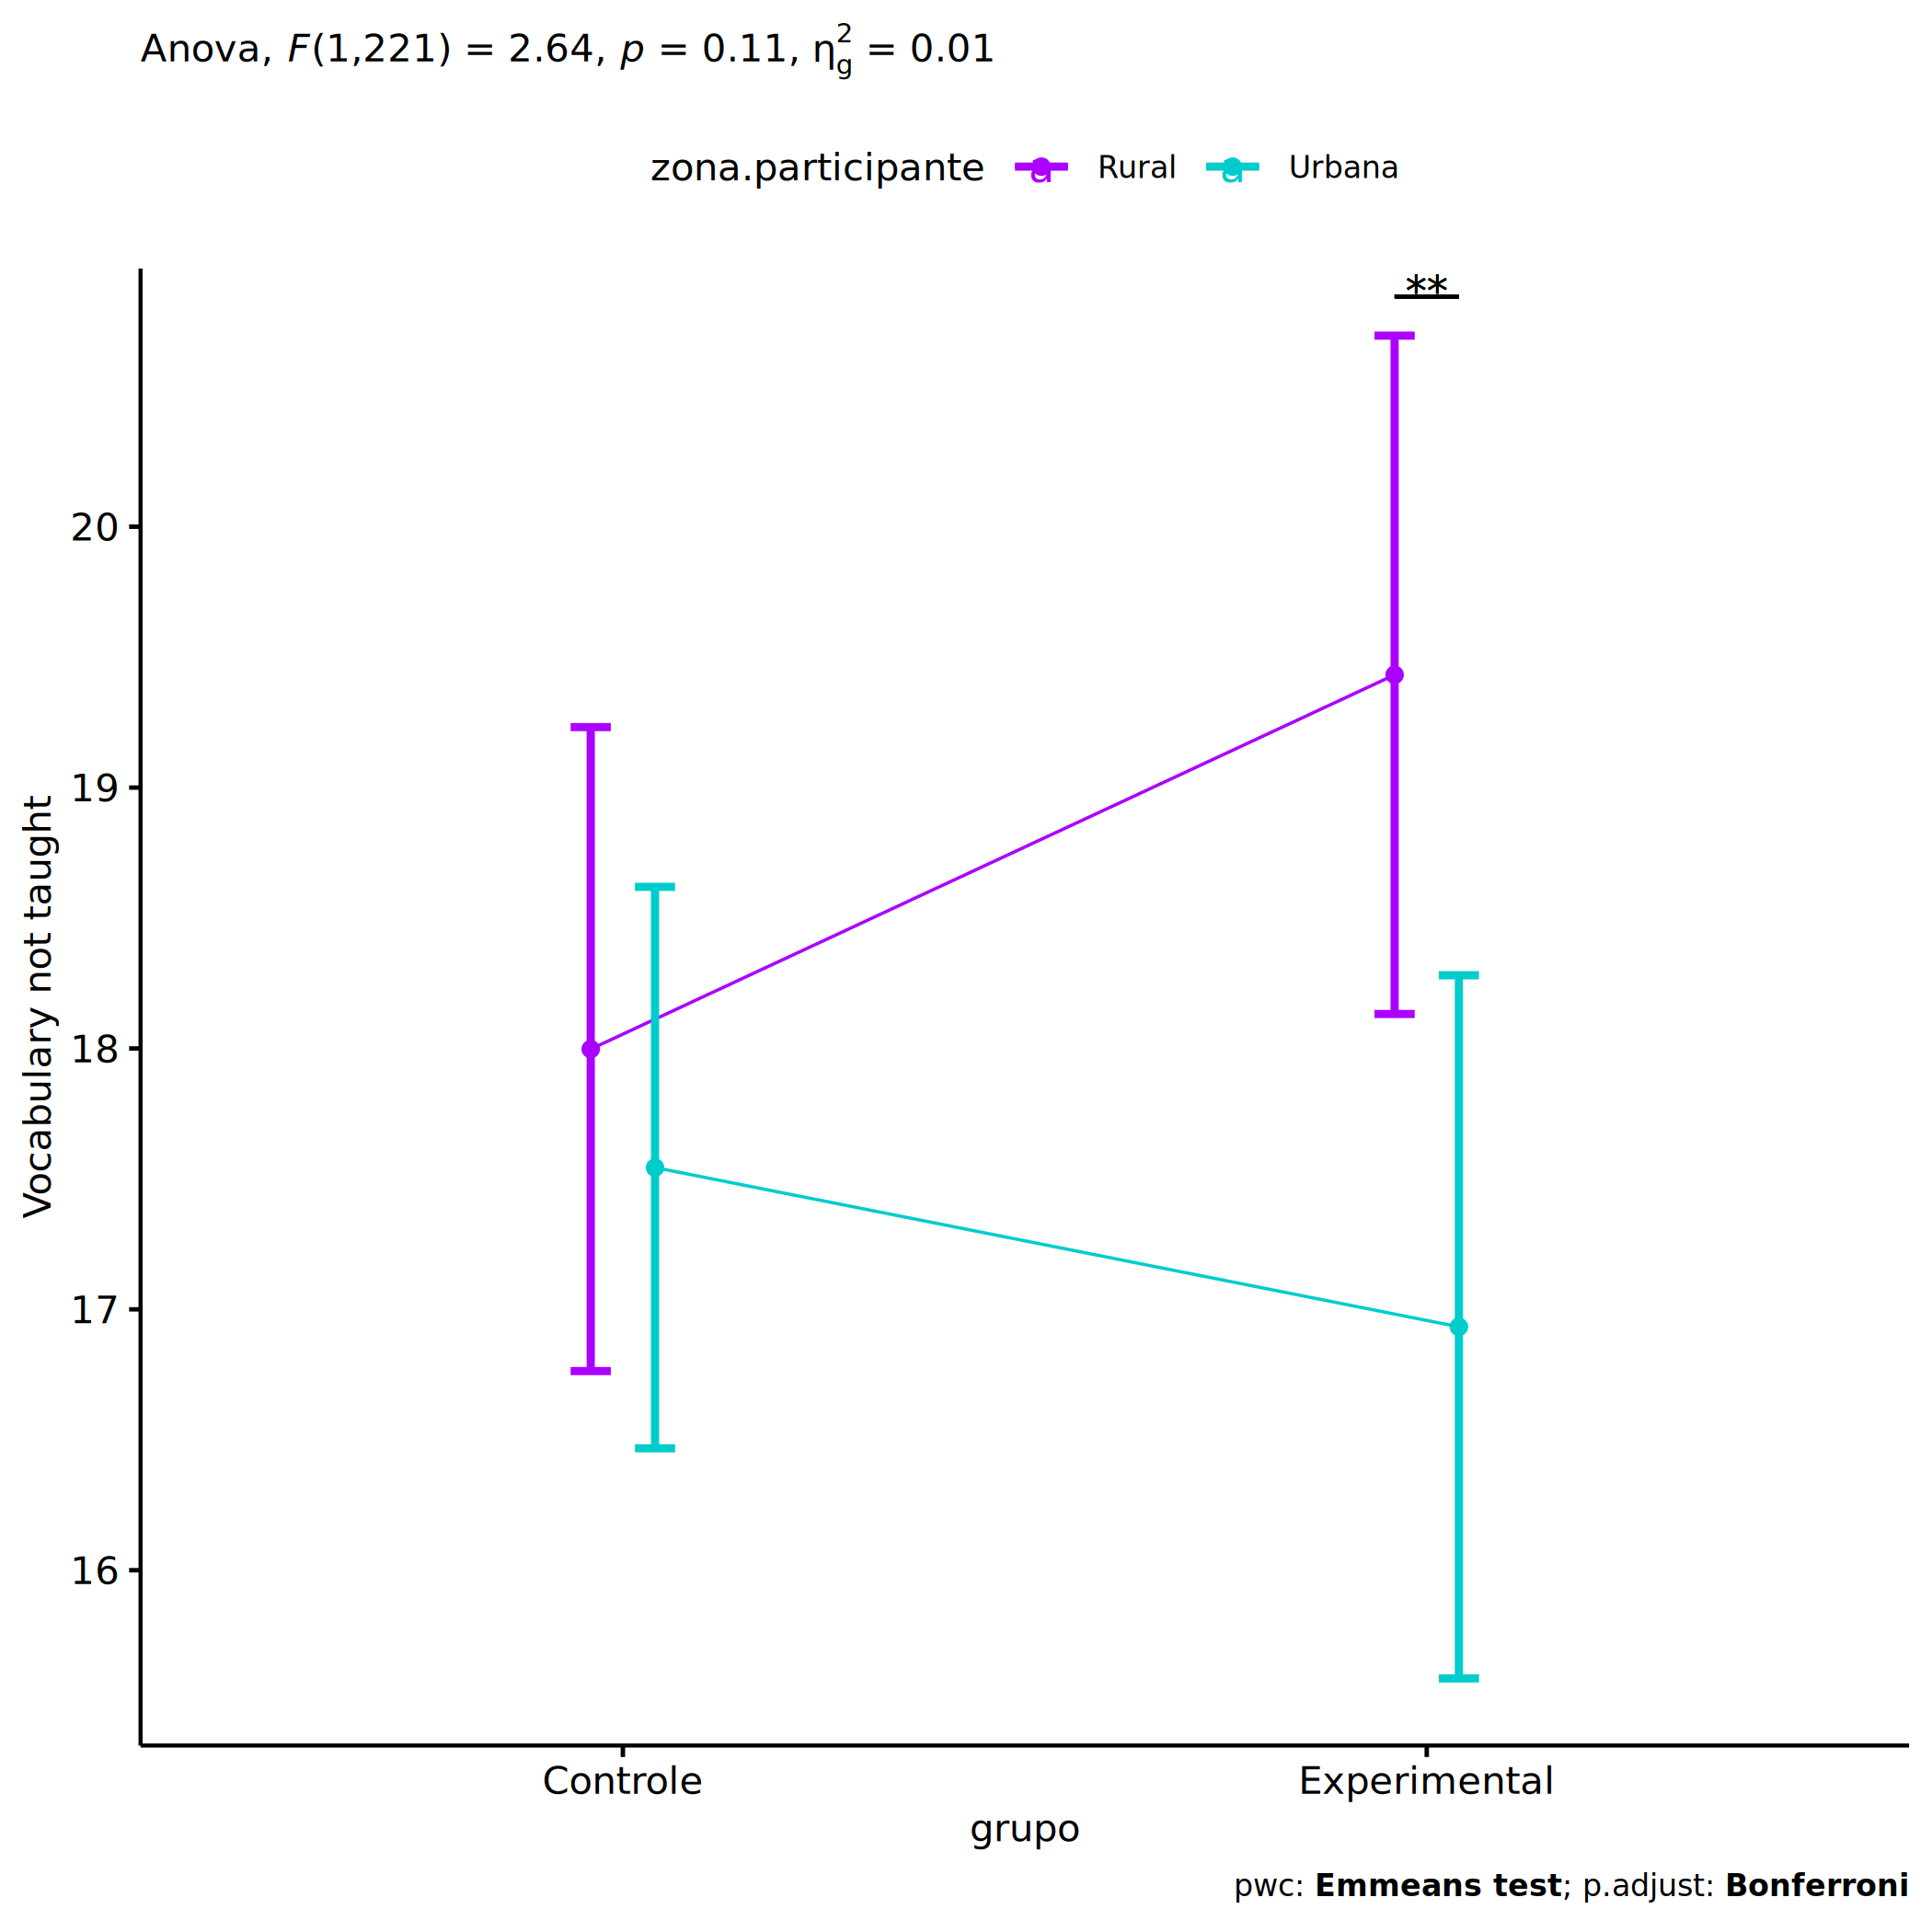 Anova, F(1,221) = 2.64, p = 0.11, η²g = 0.01
zona.participante a Rural a Urbana
**
20
19
18
17
16
Vocabulary not taught
Controle Experimental
grupo
pwc: Emmeans test; p.adjust: Bonferroni